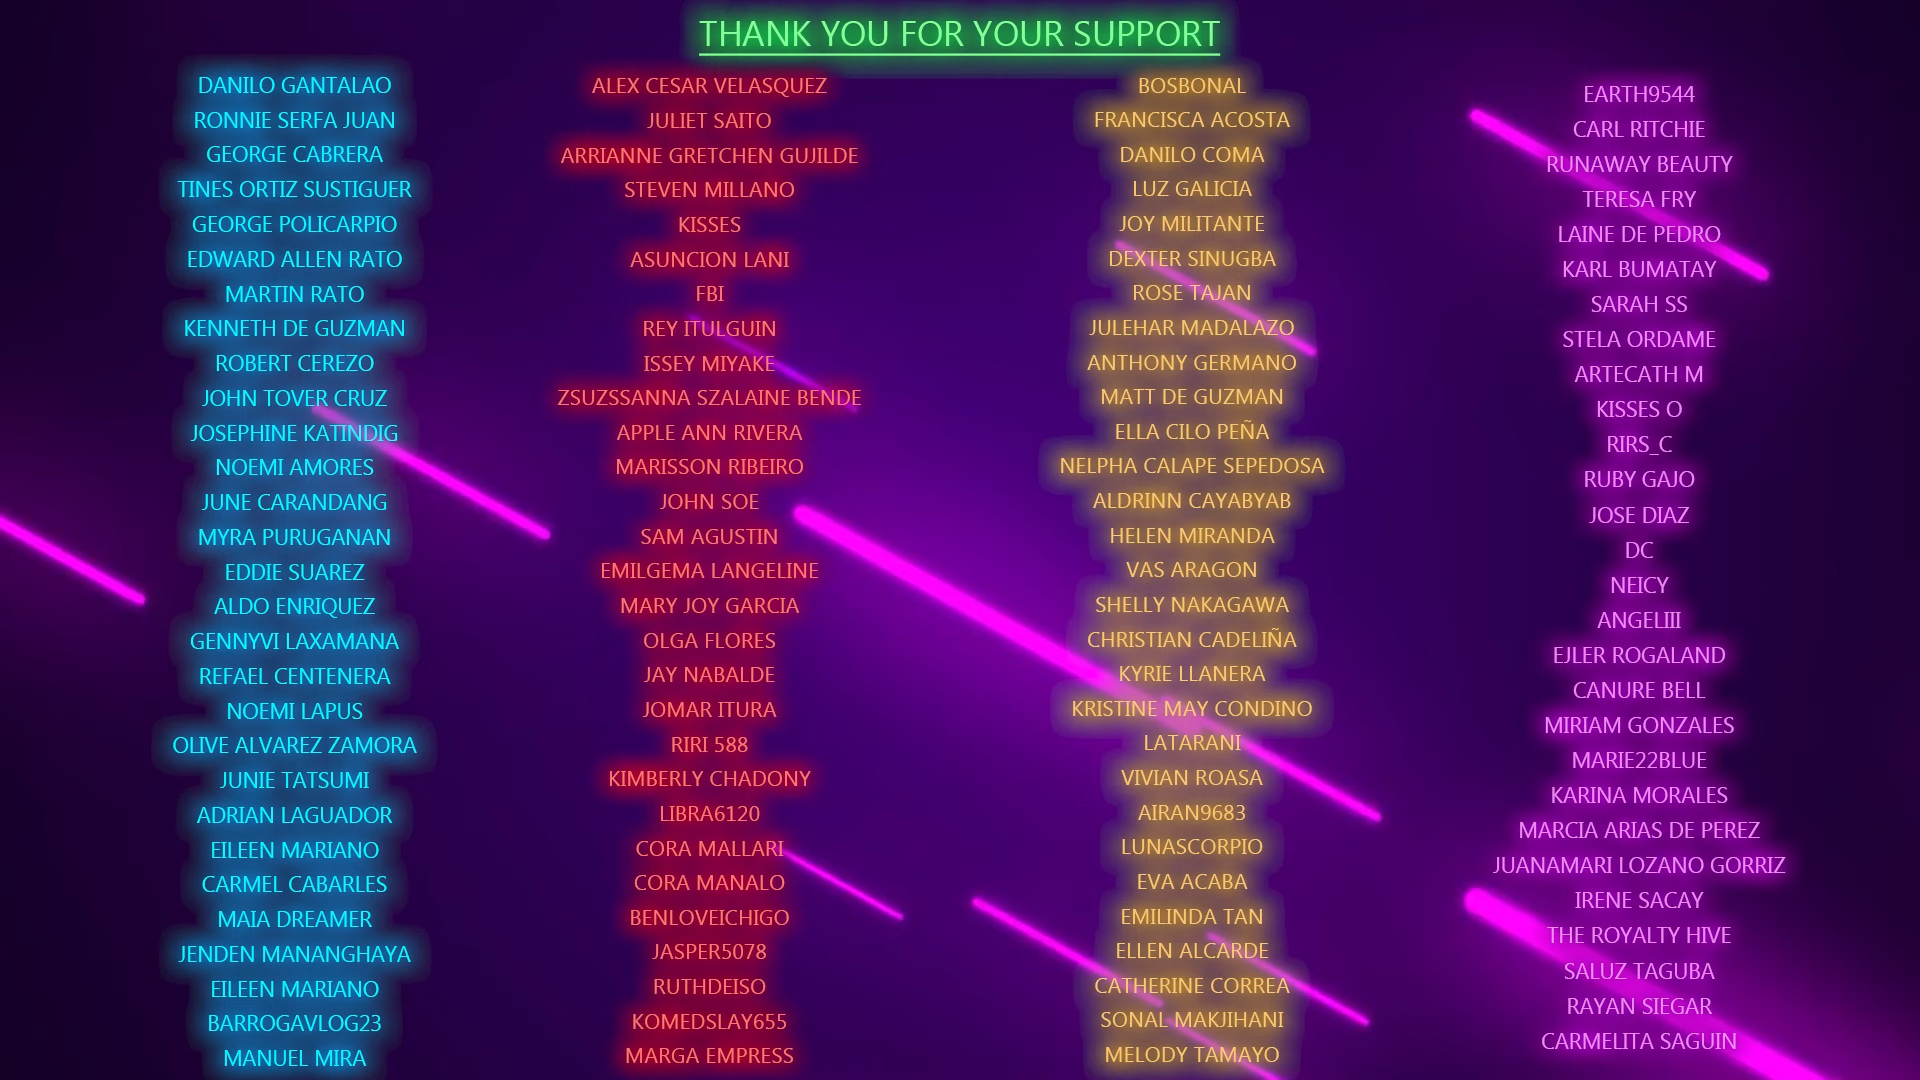 THANK YOU FOR YOUR SUPPORT
DANILO GANTALAO
RONNIE SERFA JUAN
GEORGE CABRERA
TINES ORTIZ SUSTIGUER
GEORGE POLICARPIO
EDWARD ALLEN RATO
MARTIN RATO
KENNETH DE GUZMAN
ROBERT CEREZO
JOHN TOVER CRUZ
JOSEPHINE KATINDIG
NOEMI AMORES
JUNE CARANDANG
MYRA PURUGANAN
EDDIE SUAREZ
ALDO ENRIQUEZ
GENNYVI LAXAMANA
REFAEL CENTENERA
NOEMI LAPUS
OLIVE ALVAREZ ZAMORA
JUNIE TATSUMI
ADRIAN LAGUADOR
EILEEN MARIANO
CARMEL CABARLES
MAIA DREAMER
JENDEN MANANGHAYA
EILEEN MARIANO
BARROGAVLOG23
MANUEL MIRA
ALEX CESAR VELASQUEZ
JULIET SAITO
ARRIANNE GRETCHEN GUJILDE
STEVEN MILLANO
KISSES
ASUNCION LANI
FBI
REY ITULGUIN
ISSEY MIYAKE
ZSUZSSANNA SZALAINE BENDE
APPLE ANN RIVERA
MARISSON RIBEIRO
JOHN SOE
SAM AGUSTIN
EMILGEMA LANGELINE
MARY JOY GARCIA
OLGA FLORES
JAY NABALDE
JOMAR ITURA
RIRI 588
KIMBERLY CHADONY
LIBRA6120
CORA MALLARI
CORA MANALO
BENLOVEICHIGO
JASPER5078
RUTHDEISO
KOMEDSLAY655
MARGA EMPRESS
BOSBONAL
FRANCISCA ACOSTA
DANILO COMA
LUZ GALICIA
JOY MILITANTE
DEXTER SINUGBA
ROSE TAJAN
JULEHAR MADALAZO
ANTHONY GERMANO
MATT DE GUZMAN
ELLA CILO PEÑA
NELPHA CALAPE SEPEDOSA
ALDRINN CAYABYAB
HELEN MIRANDA
VAS ARAGON
SHELLY NAKAGAWA
CHRISTIAN CADELIÑA
KYRIE LLANERA
KRISTINE MAY CONDINO
LATARANI
VIVIAN ROASA
AIRAN9683
LUNASCORPIO
EVA ACABA
EMILINDA TAN
ELLEN ALCARDE
CATHERINE CORREA
SONAL MAKJIHANI
MELODY TAMAYO
EARTH9544
CARL RITCHIE
RUNAWAY BEAUTY
TERESA FRY
LAINE DE PEDRO
KARL BUMATAY
SARAH SS
STELA ORDAME
ARTECATH M
KISSES O
RIRS_C
RUBY GAJO
JOSE DIAZ
DC
NEICY
ANGELIII
EJLER ROGALAND
CANURE BELL
MIRIAM GONZALES
MARIE22BLUE
KARINA MORALES
MARCIA ARIAS DE PEREZ
JUANAMARI LOZANO GORRIZ
IRENE SACAY
THE ROYALTY HIVE
SALUZ TAGUBA
RAYAN SIEGAR
CARMELITA SAGUIN